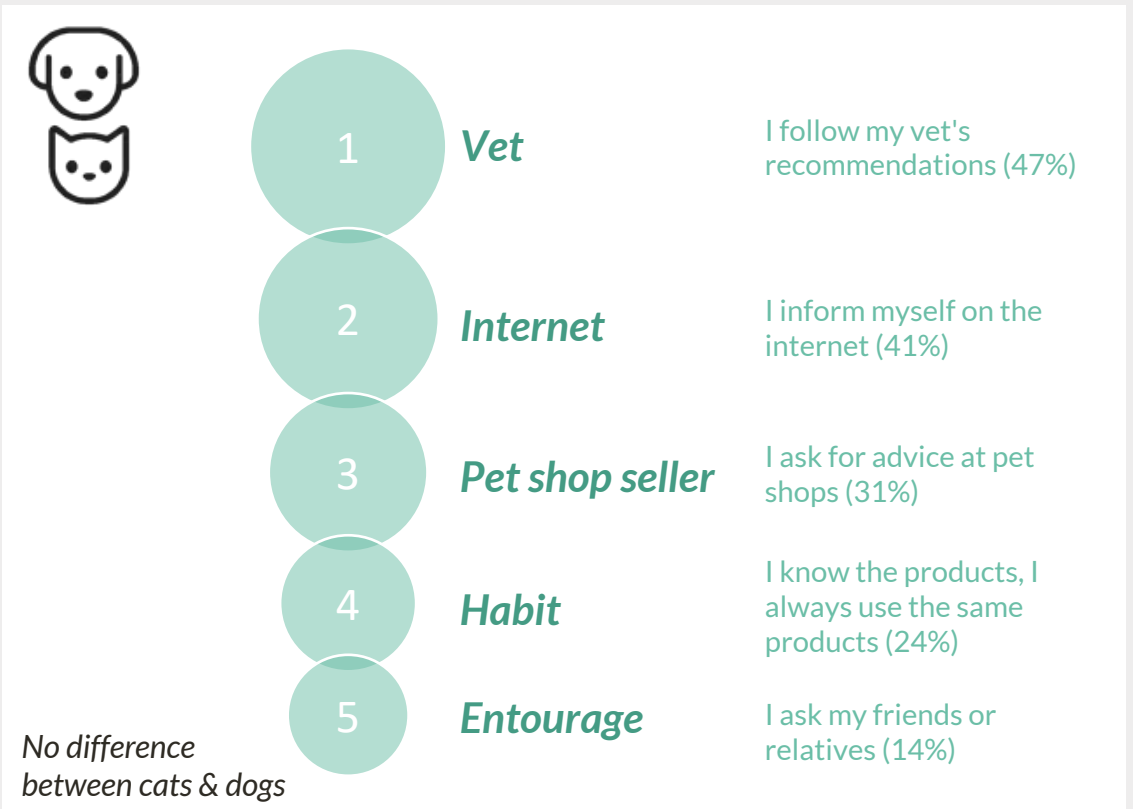 1
Vet
I follow my vet's
recommendations (47%)
2
Internet
I inform myself on the
internet (41%)
3
Pet shop seller
I ask for advice at pet
shops (31%)
4
Habit
I know the products, I
always use the same
products (24%)
5
Entourage
I ask my friends or
relatives (14%)
No difference
between cats & dogs